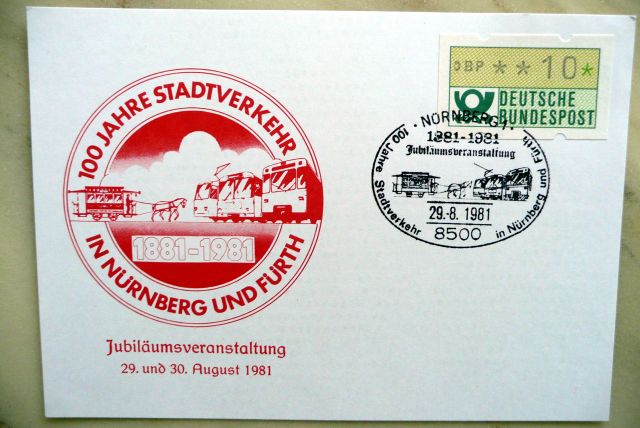 100 JAHRE STADTVERKEHR
IN NÜRNBERG UND FÜRTH
1881-1981
Jubiläumsveranstaltung
29. und 30. August 1981
DBP **10*
DEUTSCHE
BUNDESPOST
· NÜRNBERG 11 ·
1881-1981
Jubiläumsveranstaltung
100 Jahre Stadtverkehr in Nürnberg und Fürth
29.-8. 1981
8500